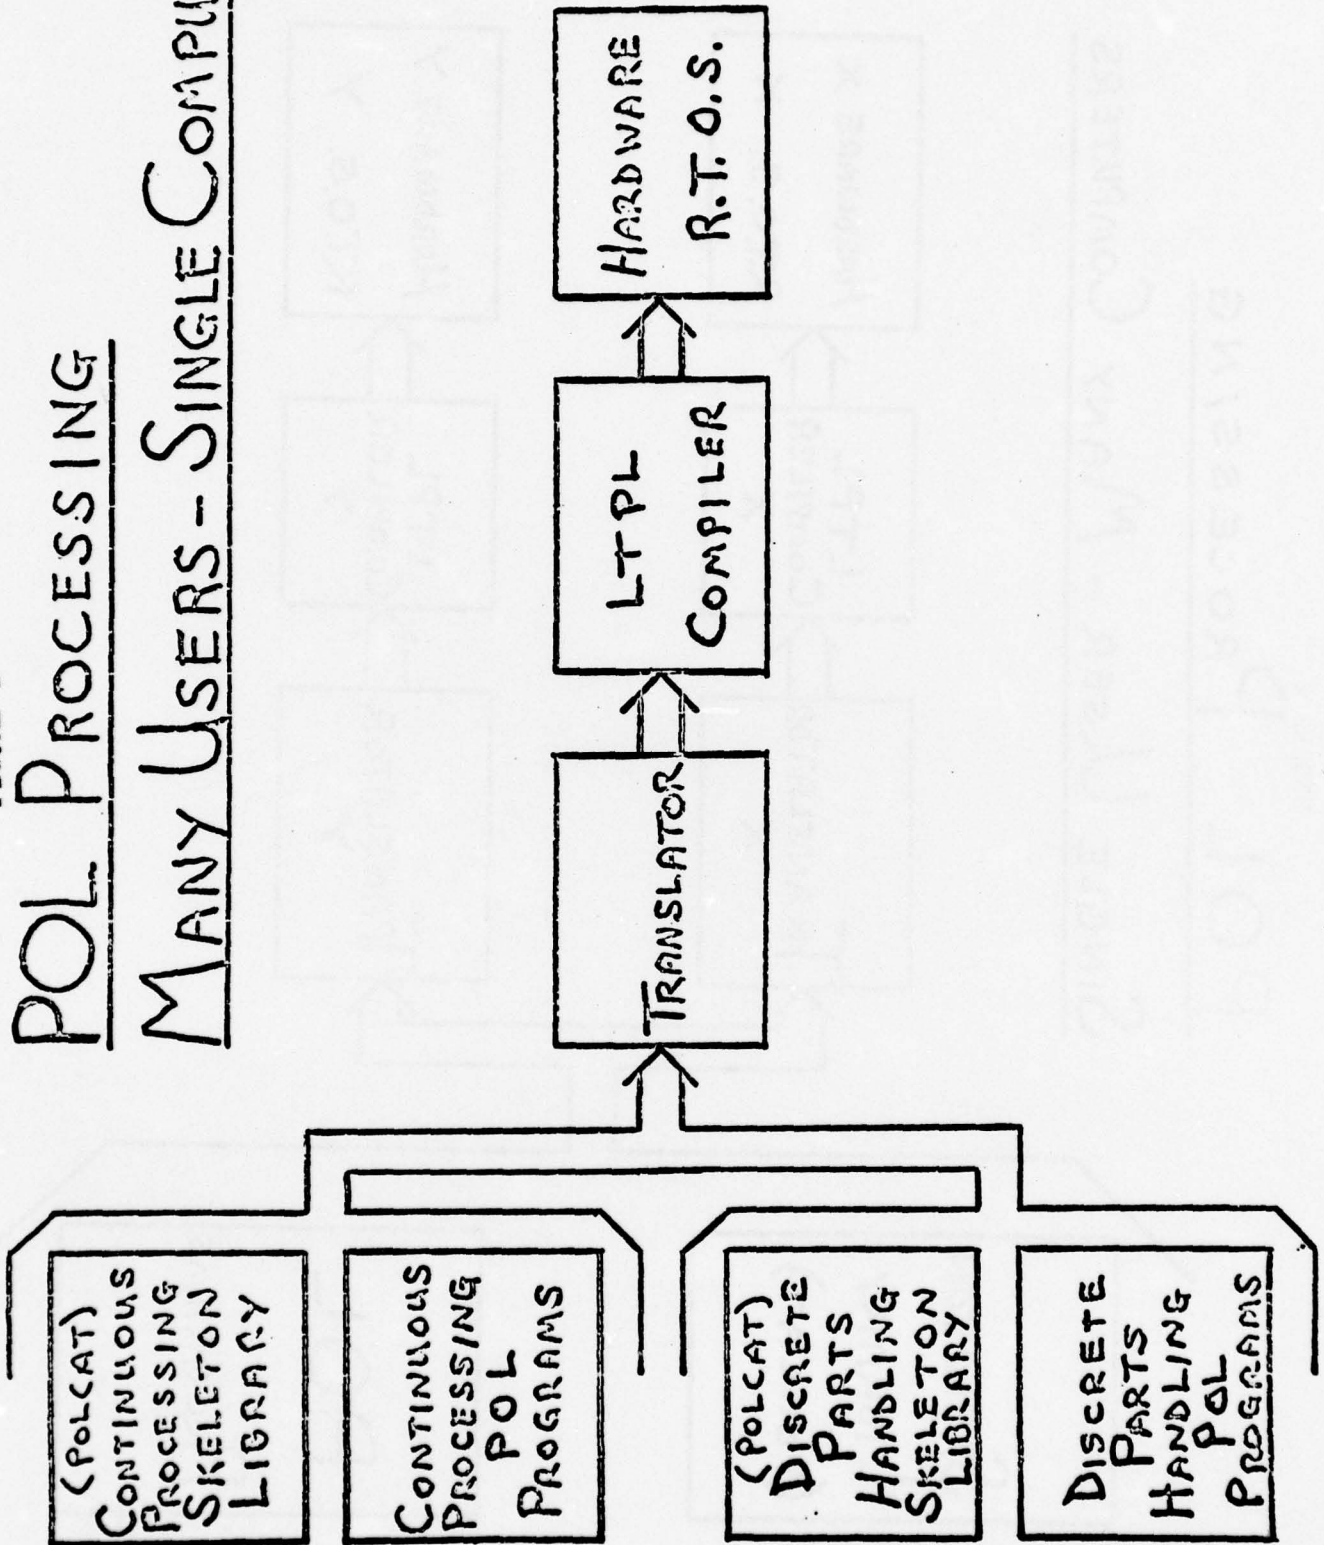 POL PROCESSING
MANY USERS - SINGLE
(POLCAT)
CONTINUOUS
PROCESSING
SKELETON
LIBRARY
CONTINUOUS
PROCESSING
POL
PROGRAMS
(POLCAT)
DISCRETE
PARTS
HANDLING
SKELETON
LIBRARY
DISCRETE
PARTS
HANDLING
POL
PROGRAMS
TRANSLATOR
LTPL
COMPILER
HARDWARE
R.T.O.S.